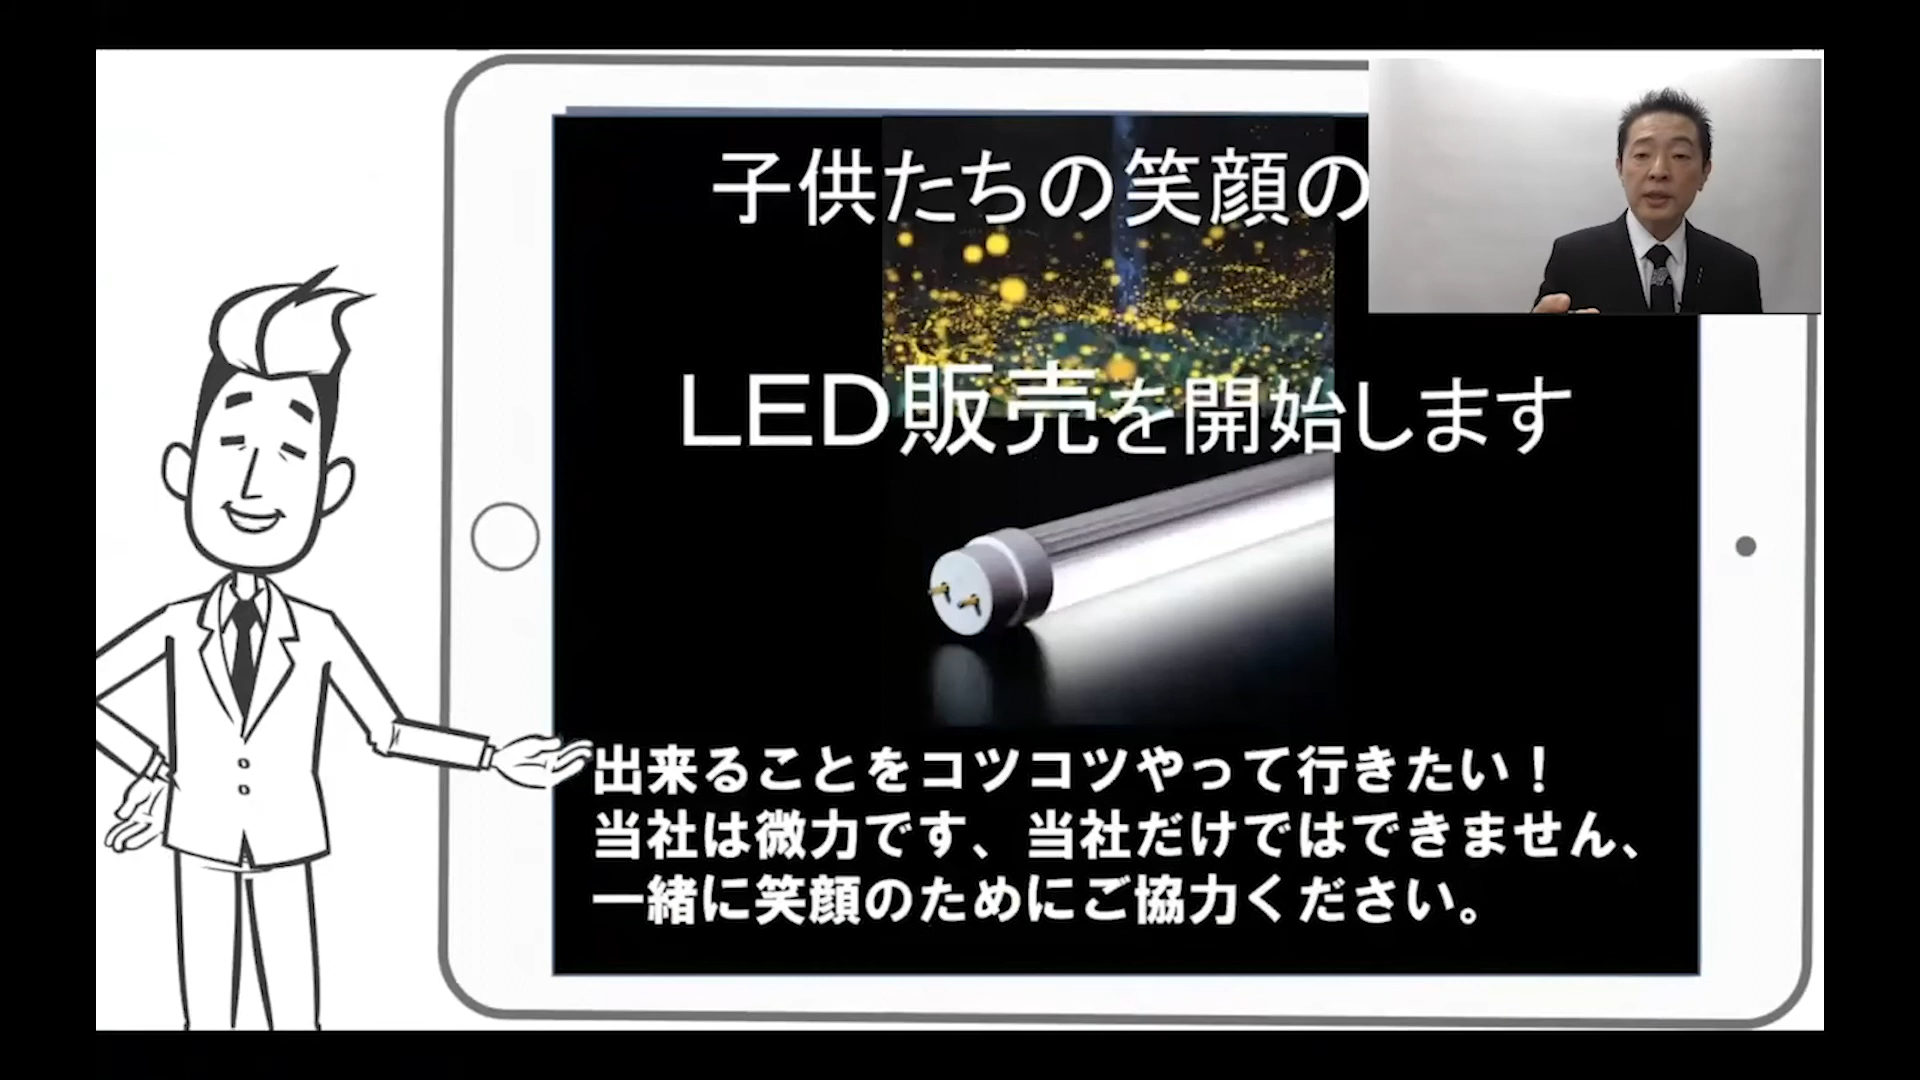 子供たちの笑顔の
LED販売を開始します
出来ることをコツコツやって行きたい！
当社は微力です、当社だけではできません、
一緒に笑顔のためにご協力ください。